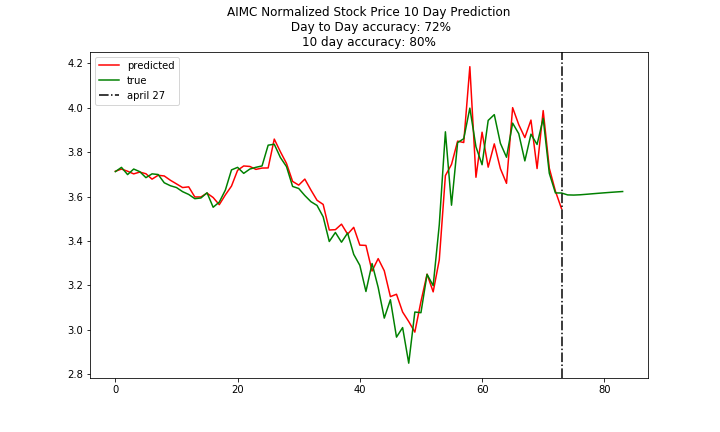 AIMC Normalized Stock Price 10 Day Prediction
Day to Day accuracy: 72%
10 day accuracy: 80%
predicted
true
april 27
4.2
4.0
3.8
3.6
3.4
3.2
3.0
2.8
0 20 40 60 80